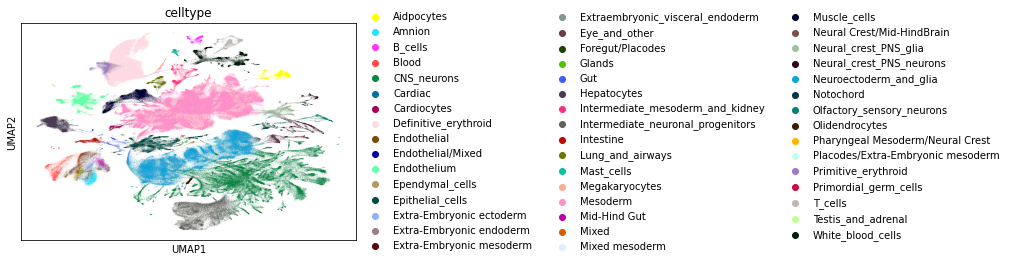 celltype
UMAP2
UMAP1
Aidpocytes
Amnion
B_cells
Blood
CNS_neurons
Cardiac
Cardiocytes
Definitive_erythroid
Endothelial
Endothelial/Mixed
Endothelium
Ependymal_cells
Epithelial_cells
Extra-Embryonic ectoderm
Extra-Embryonic endoderm
Extra-Embryonic mesoderm
Extraembryonic_visceral_endoderm
Eye_and_other
Foregut/Placodes
Glands
Gut
Hepatocytes
Intermediate_mesoderm_and_kidney
Intermediate_neuronal_progenitors
Intestine
Lung_and_airways
Mast_cells
Megakaryocytes
Mesoderm
Mid-Hind Gut
Mixed
Mixed mesoderm
Muscle_cells
Neural Crest/Mid-HindBrain
Neural_crest_PNS_glia
Neural_crest_PNS_neurons
Neuroectoderm_and_glia
Notochord
Olfactory_sensory_neurons
Olidendrocytes
Pharyngeal Mesoderm/Neural Crest
Placodes/Extra-Embryonic mesoderm
Primitive_erythroid
Primordial_germ_cells
T_cells
Testis_and_adrenal
White_blood_cells